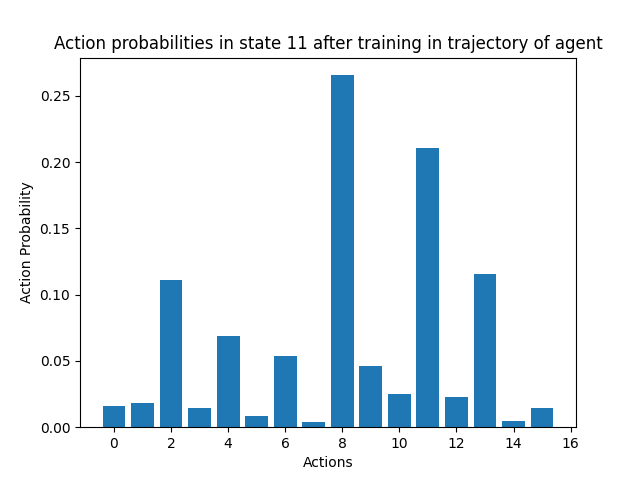 Action probabilities in state 11 after training in trajectory of agent
0.25
0.20
0.15
0.10
0.05
0.00
Action Probability
0 2 4 6 8 10 12 14 16
Actions